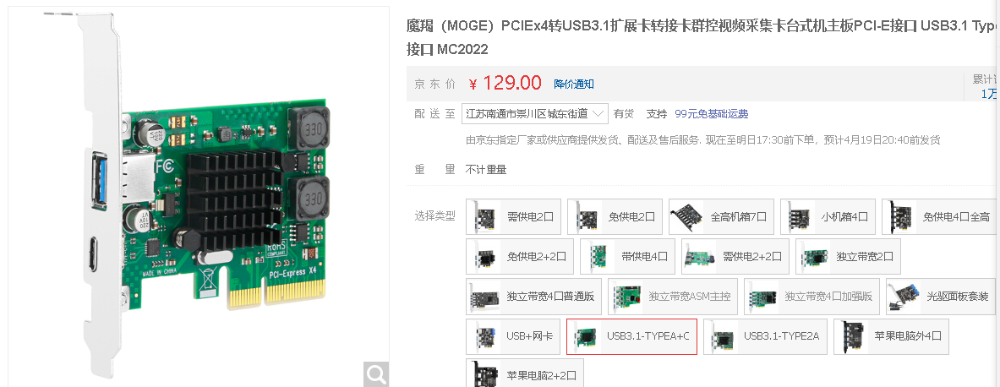 魔羯（MOGE）PCIEx4转USB3.1扩展卡转接卡群控视频采集卡台式机主板PCI-E接口 USB3.1 Typ
接口 MC2022
京东价 ￥ 129.00 降价通知
累计
1万
配送至 江苏南通市崇川区城东街道 有货 支持 99元免基础运费
由京东指定厂家或供应商提供发货、配送及售后服务. 现在至明日17:30前下单，预计4月19日20:40前发货
重量 不计重量
选择类型 需供电2口 免供电2口 全高机箱7口 小机箱4口 免供电4口全高
免供电2+2口 带供电4口 需供电2+2口 独立带宽2口
独立带宽4口普通版 独立带宽ASM主控 独立带宽4口加强版 光驱面板套装
USB+网卡 USB3.1-TYPEA+C USB3.1-TYPE2A 苹果电脑外4口
苹果电脑2+2口
330
FC
330
220
10V
VT
RoHS
COMPLIANT
MADE IN CHINA
PCI-Express X4